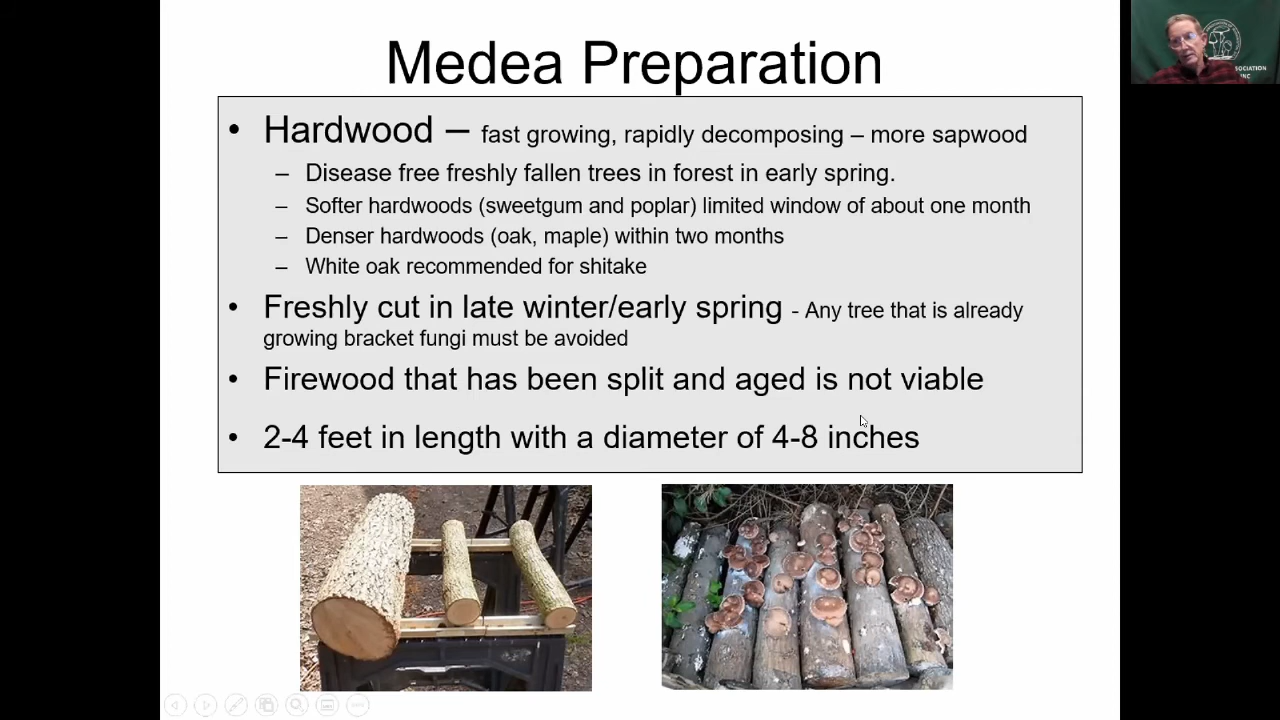 Medea Preparation
• Hardwood – fast growing, rapidly decomposing – more sapwood
– Disease free freshly fallen trees in forest in early spring.
– Softer hardwoods (sweetgum and poplar) limited window of about one month
– Denser hardwoods (oak, maple) within two months
– White oak recommended for shitake
• Freshly cut in late winter/early spring - Any tree that is already
growing bracket fungi must be avoided
• Firewood that has been split and aged is not viable
• 2-4 feet in length with a diameter of 4-8 inches
SOCIATION
INC